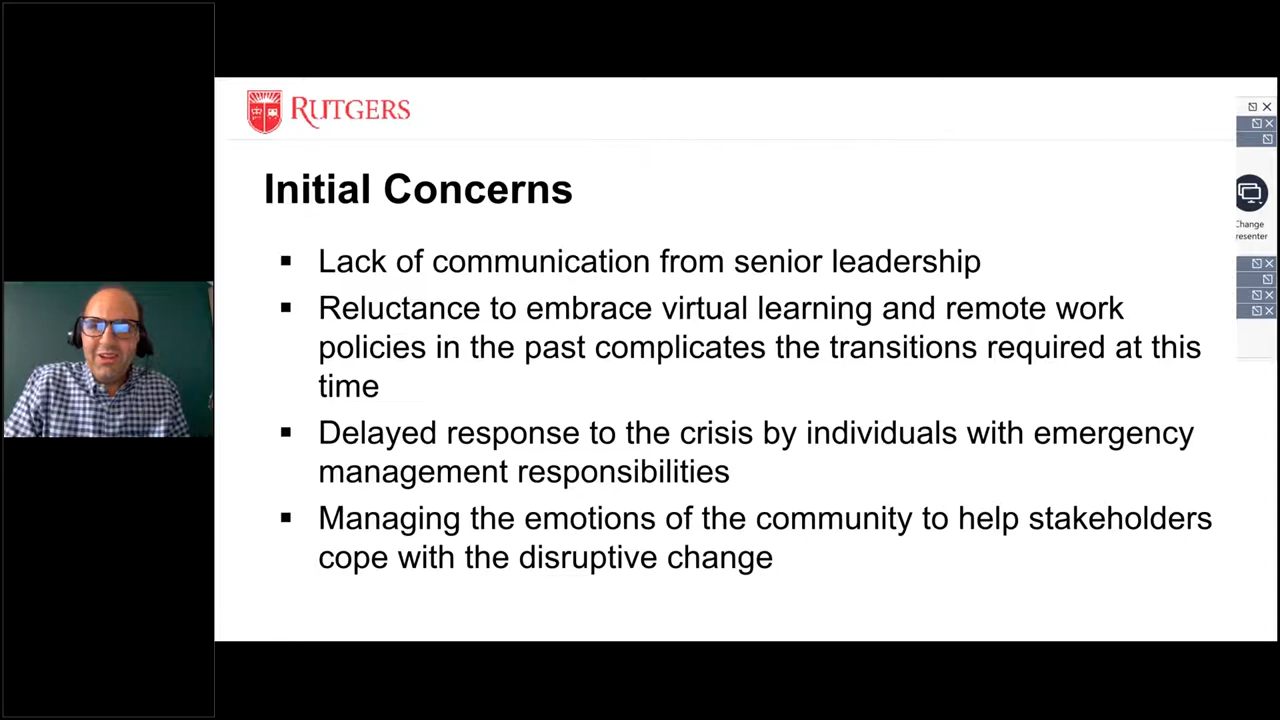 RUTGERS
Initial Concerns
▪ Lack of communication from senior leadership
▪ Reluctance to embrace virtual learning and remote work
policies in the past complicates the transitions required at this
time
▪ Delayed response to the crisis by individuals with emergency
management responsibilities
▪ Managing the emotions of the community to help stakeholders
cope with the disruptive change
Change
resenter